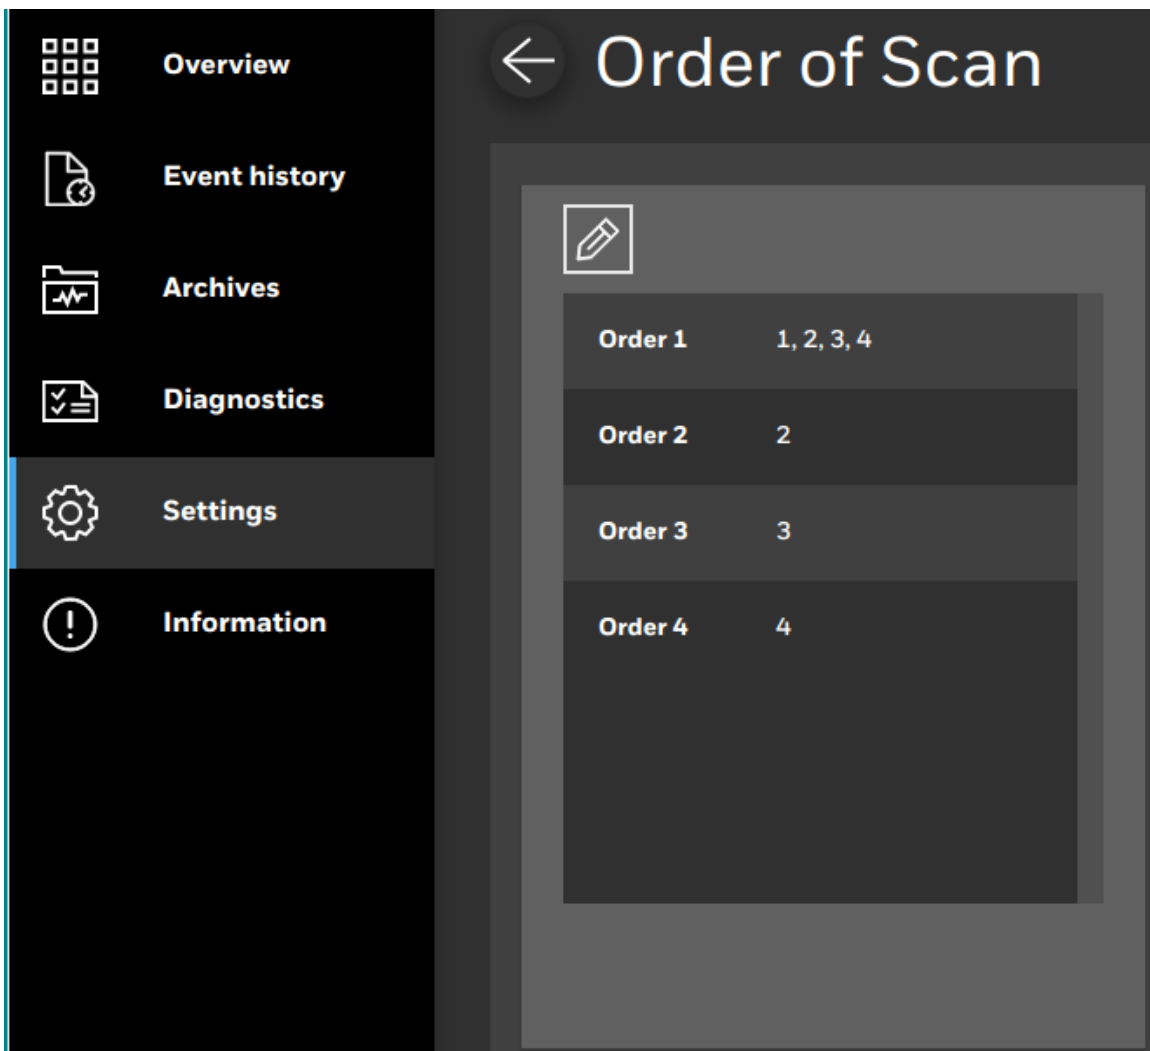 Overview
Event history
Archives
Diagnostics
Settings
Information
Order of Scan
Order 1 1, 2, 3, 4
Order 2 2
Order 3 3
Order 4 4